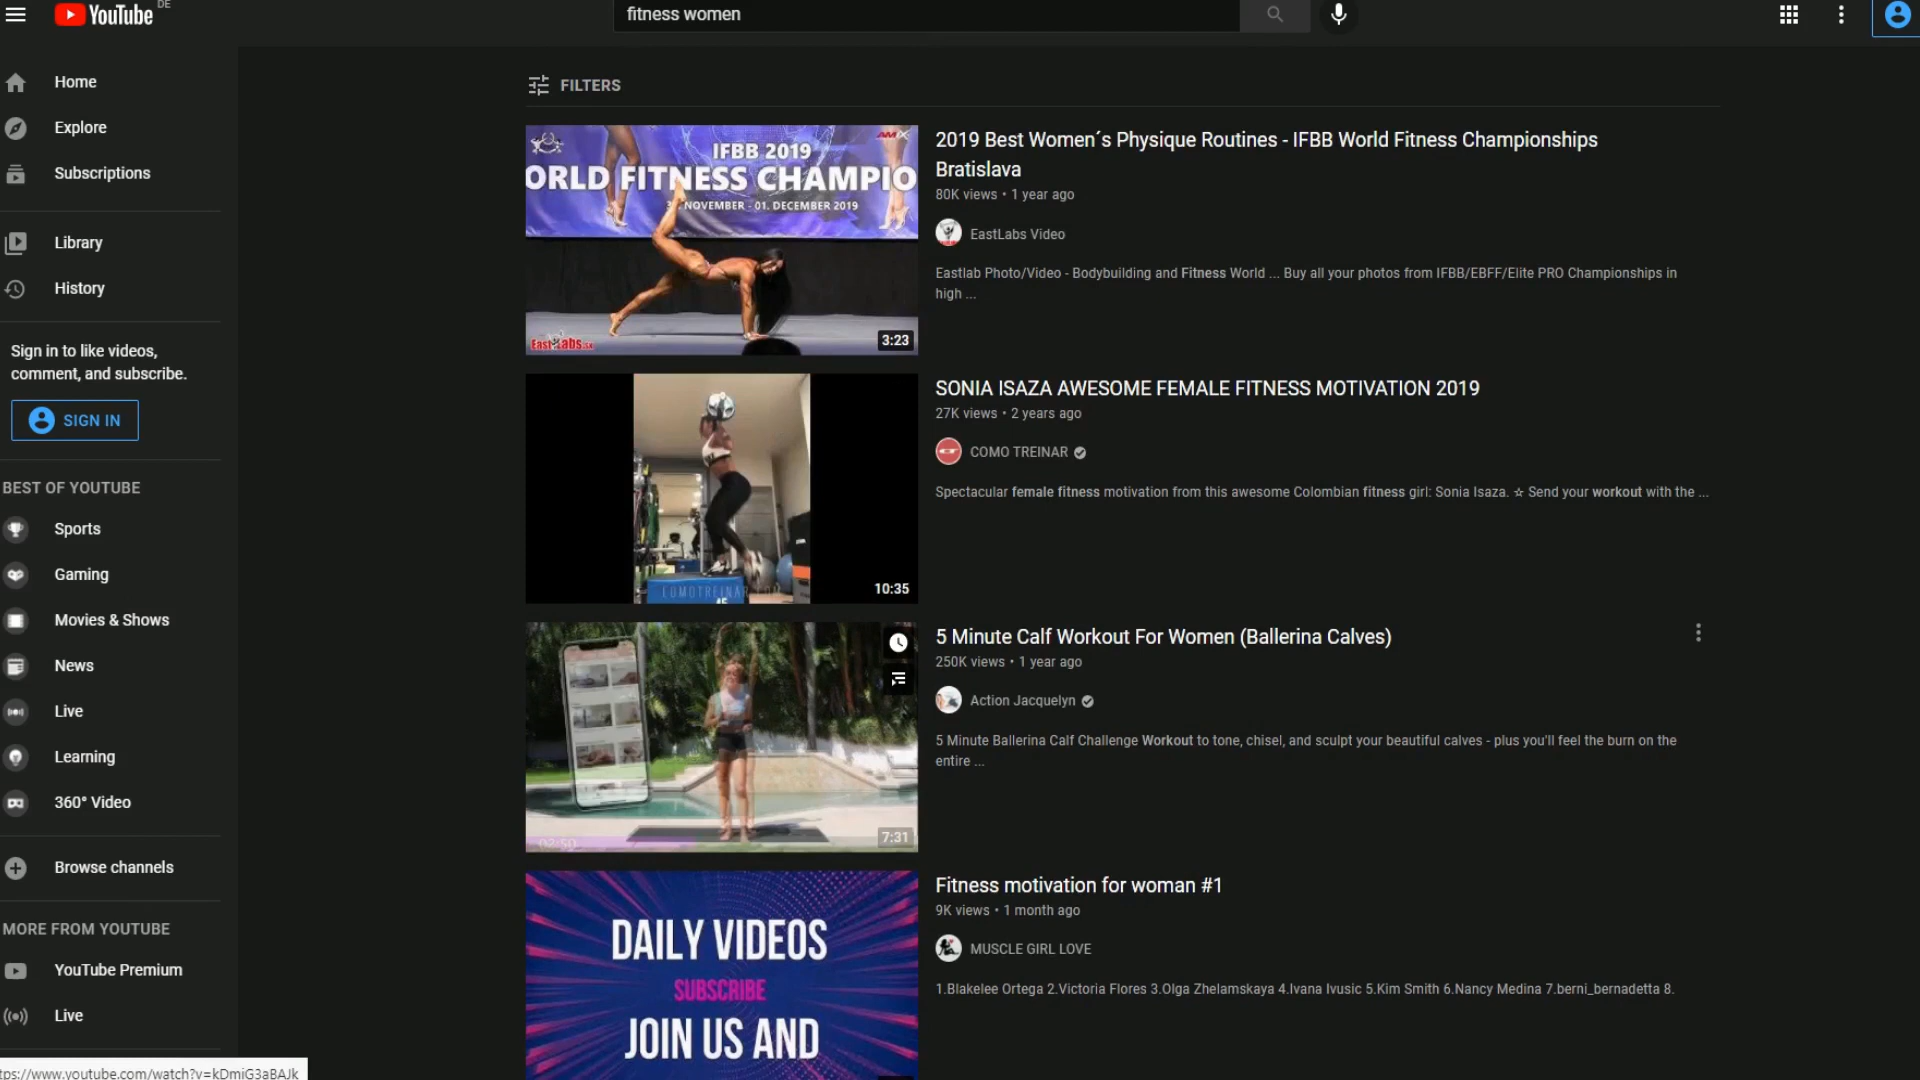 YouTube DE
fitness women
Home
Explore
Subscriptions
Library
History
Sign in to like videos,
comment, and subscribe.
SIGN IN
BEST OF YOUTUBE
Sports
Gaming
Movies & Shows
News
Live
Learning
360° Video
Browse channels
MORE FROM YOUTUBE
YouTube Premium
Live
tps://www.youtube.com/watch?v=kDmiG3aBAJk
FILTERS
AMIX
IFBB 2019
ORLD FITNESS CHAMPIO
NOVEMBER - 01. DECEMBER 2019
EastLabs.sk
3:23
2019 Best Women´s Physique Routines - IFBB World Fitness Championships
Bratislava
80K views • 1 year ago
EastLabs Video
Eastlab Photo/Video - Bodybuilding and Fitness World ... Buy all your photos from IFBB/EBFF/Elite PRO Championships in
high ...
10:35
SONIA ISAZA AWESOME FEMALE FITNESS MOTIVATION 2019
27K views • 2 years ago
COMO TREINAR
Spectacular female fitness motivation from this awesome Colombian fitness girl: Sonia Isaza. ☆ Send your workout with the ...
02:50
7:31
5 Minute Calf Workout For Women (Ballerina Calves)
250K views • 1 year ago
Action Jacquelyn
5 Minute Ballerina Calf Challenge Workout to tone, chisel, and sculpt your beautiful calves - plus you'll feel the burn on the
entire ...
DAILY VIDEOS
SUBSCRIBE
JOIN US AND
Fitness motivation for woman #1
9K views • 1 month ago
MUSCLE GIRL LOVE
1.Blakelee Ortega 2.Victoria Flores 3.Olga Zhelamskaya 4.Ivana Ivusic 5.Kim Smith 6.Nancy Medina 7.berni_bernadetta 8.